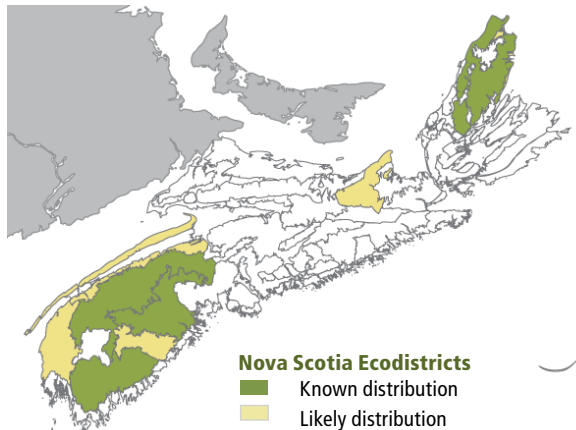 Nova Scotia Ecodistricts
Known distribution
Likely distribution